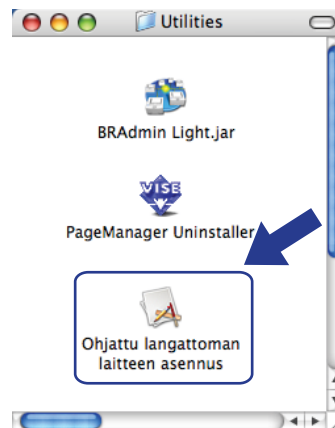 Utilities
BRAdmin Light.jar
VISE
PageManager Uninstaller
Ohjattu langattoman
laitteen asennus